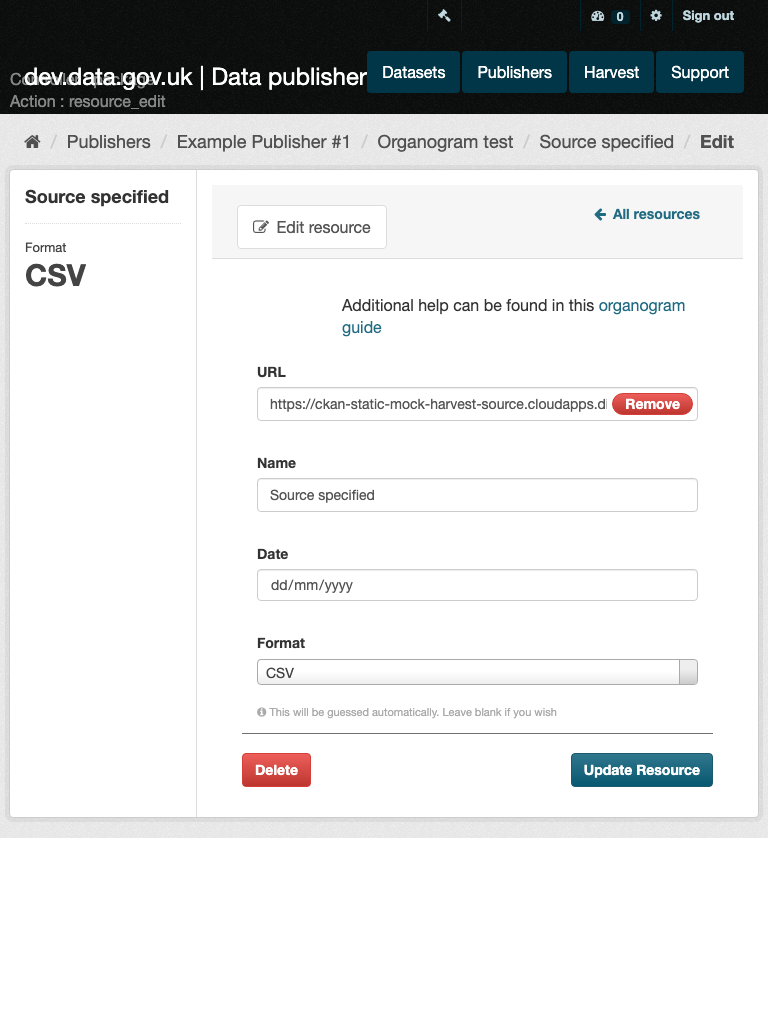 0 Sign out
dev.data.gov.uk | Data publisher
Datasets Publishers Harvest Support
Action : resource_edit
/ Publishers / Example Publisher #1 / Organogram test / Source specified / Edit
Source specified
Format
CSV
Edit resource
All resources
Additional help can be found in this organogram
guide
URL
https://ckan-static-mock-harvest-source.cloudapps.di
Remove
Name
Source specified
Date
dd/mm/yyyy
Format
CSV
This will be guessed automatically. Leave blank if you wish
Delete
Update Resource